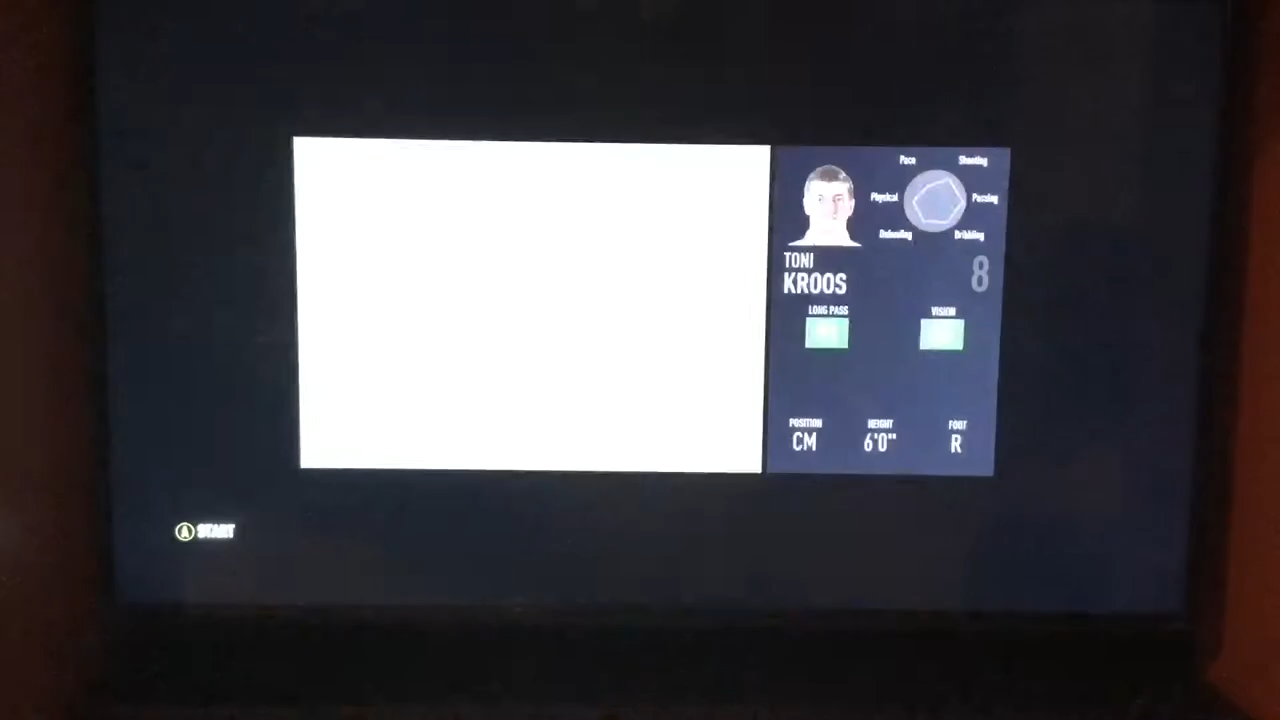 Pace Shooting
Physical Passing
Defending Dribbling
TONI
KROOS 8
LONG PASS VISION
POSITION HEIGHT FOOT
CM 6'0" R
A START